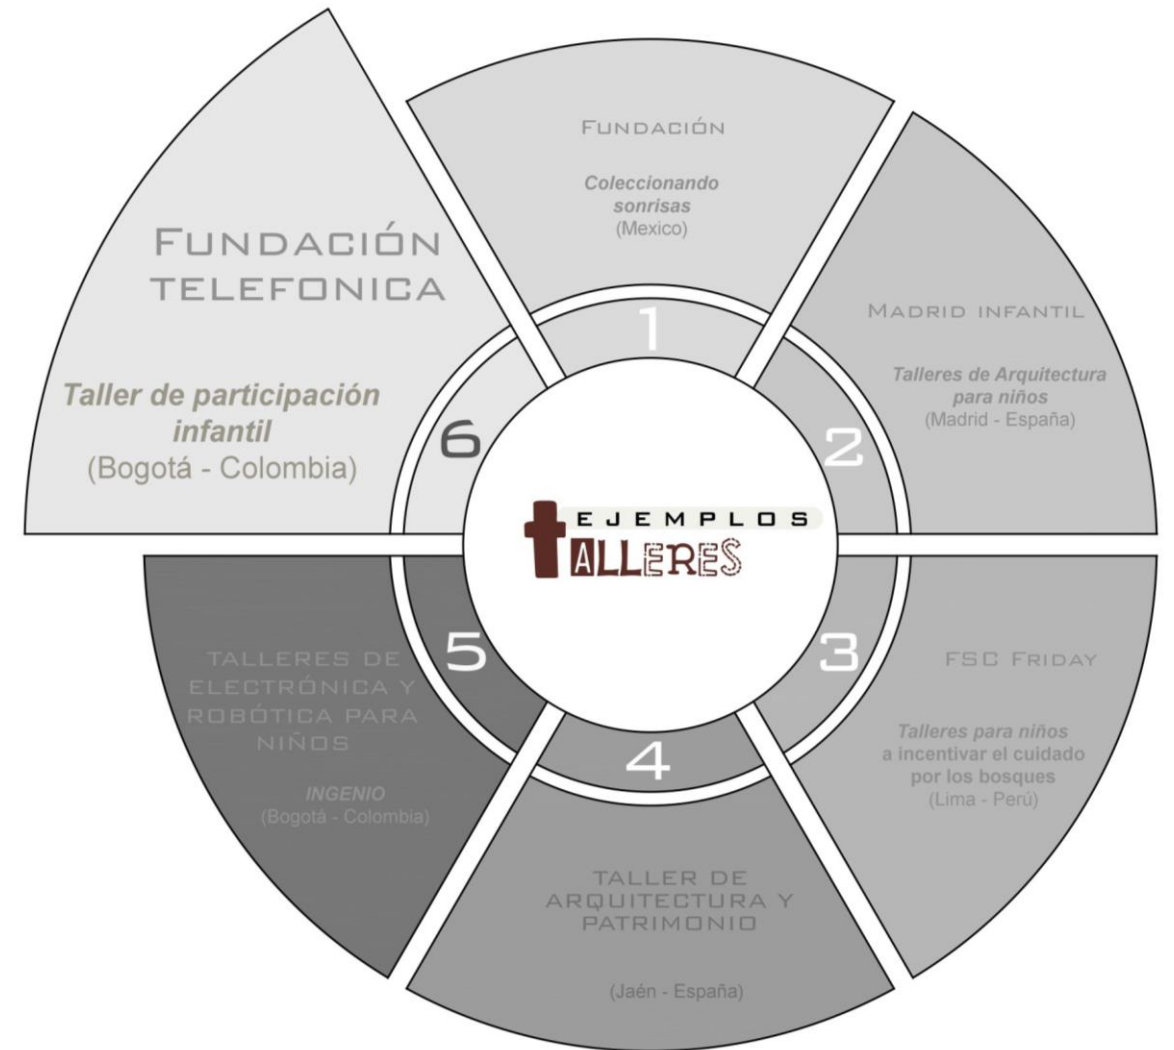 FUNDACIÓN
Coleccionando
sonrisas
(Mexico)
1
MADRID INFANTIL
Talleres de Arquitectura
para niños
(Madrid - España)
2
FSC FRIDAY
Talleres para niños
a incentivar el cuidado
por los bosques
(Lima - Perú)
3
4
TALLER DE
ARQUITECTURA Y
PATRIMONIO
(Jaén - España)
5
TALLERES DE
ELECTRÓNICA Y
ROBÓTICA PARA
NIÑOS
INGENIO
(Bogotá - Colombia)
6
FUNDACIÓN
TELEFONICA
Taller de participación
infantil
(Bogotá - Colombia)
EJEMPLOS
tALLERES